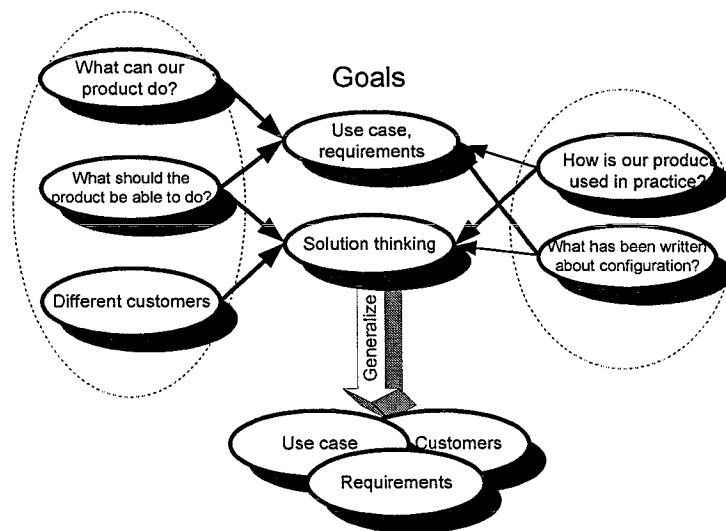 What can our
product do?
Goals
Use case,
requirements
What should the
product be able to do?
How is our product
used in practice?
Solution thinking
What has been written
about configuration?
Different customers
Generalize
Use case
Customers
Requirements